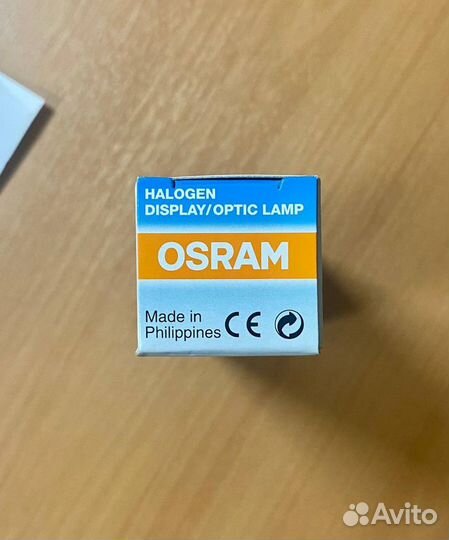 HALOGEN
DISPLAY/OPTIC LAMP
OSRAM
Made in
Philippines CE
Avito